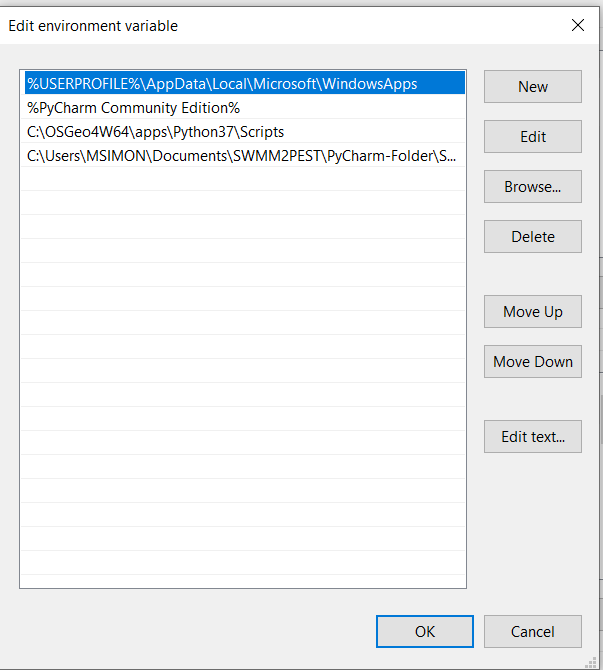 Edit environment variable
%USERPROFILE%\AppData\Local\Microsoft\WindowsApps
%PyCharm Community Edition%
C:\OSGeo4W64\apps\Python37\Scripts
C:\Users\MSIMON\Documents\SWMM2PEST\PyCharm-Folder\S...
New
Edit
Browse...
Delete
Move Up
Move Down
Edit text...
OK
Cancel